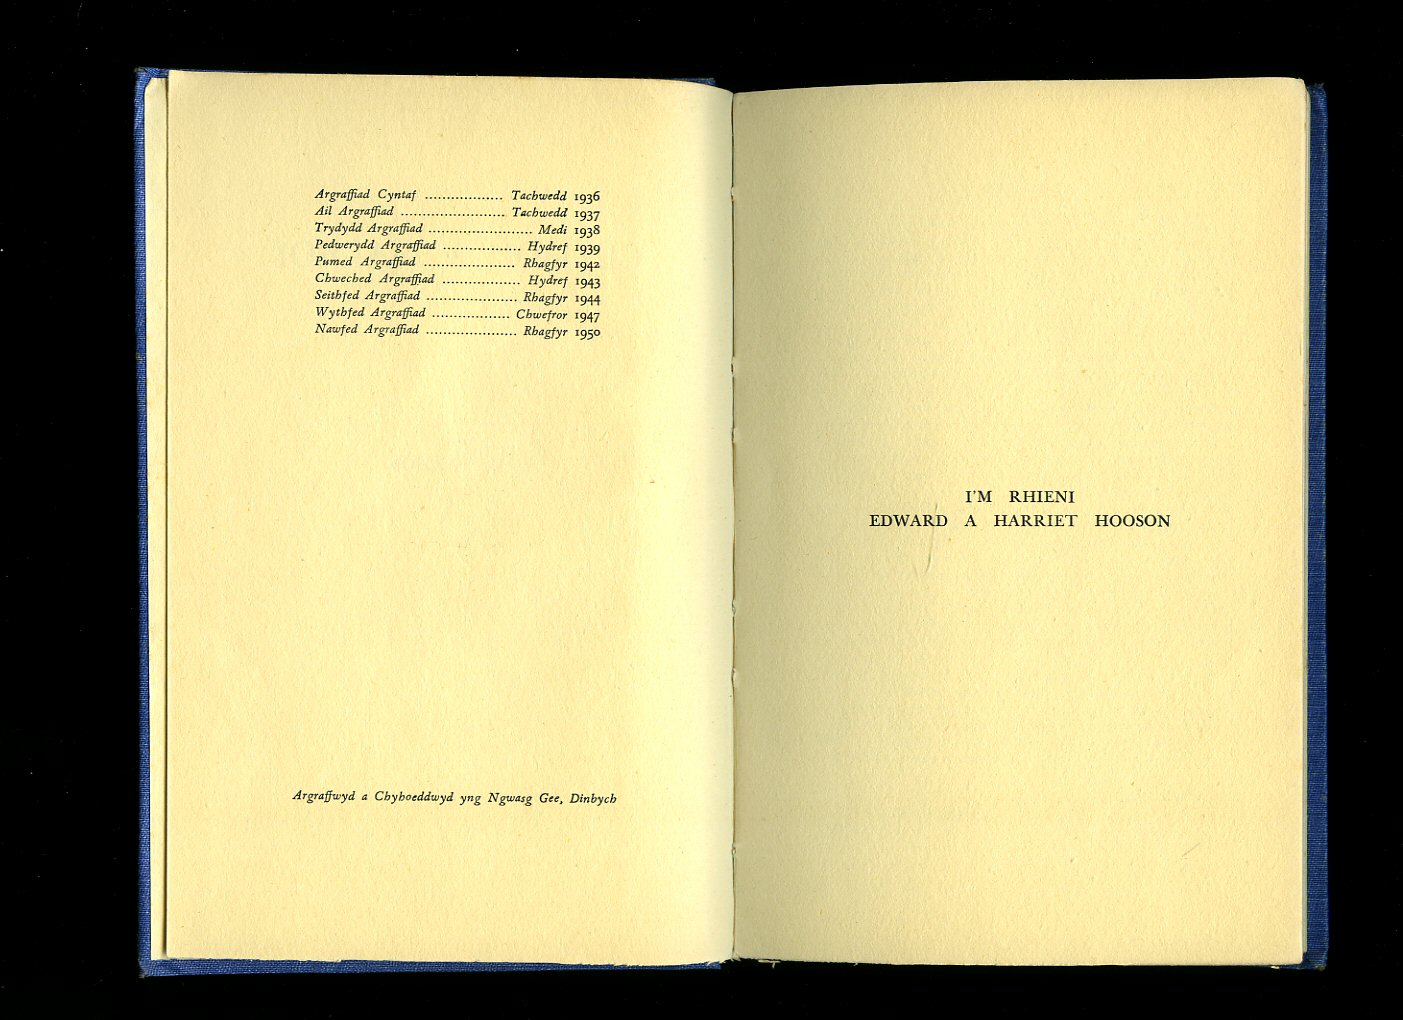 Argraffiad Cyntaf .................. Tachwedd 1936
Ail Argraffiad ........................ Tachwedd 1937
Trydydd Argraffiad ........................ Medi 1938
Pedwerydd Argraffiad .................. Hydref 1939
Pumed Argraffiad ..................... Rhagfyr 1942
Chweched Argraffiad .................. Hydref 1943
Seithfed Argraffiad ..................... Rhagfyr 1944
Wythfed Argraffiad .................. Chwefror 1947
Nawfed Argraffiad ..................... Rhagfyr 1950
Argraffwyd a Chyhoeddwyd yng Ngwasg Gee, Dinbych
I'M RHIENI
EDWARD A HARRIET HOOSON